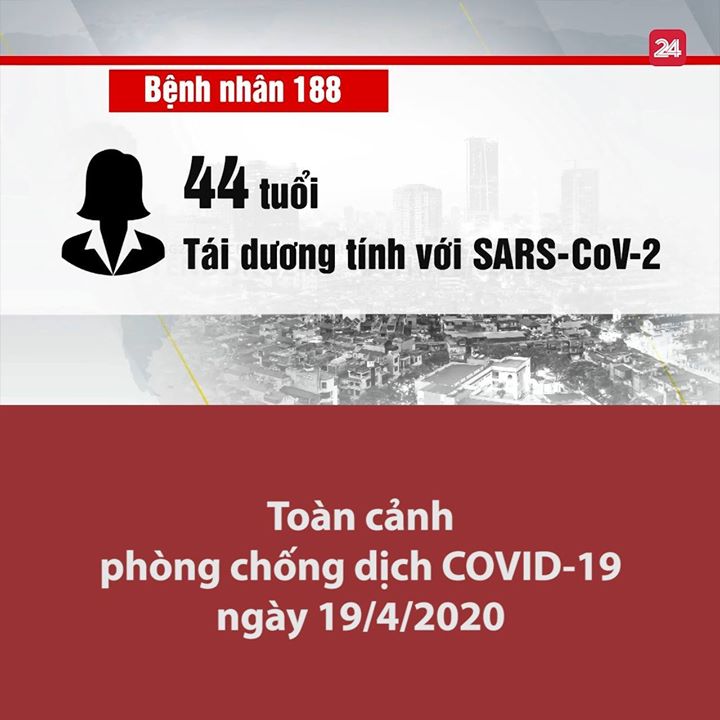 24
Bệnh nhân 188
44 tuổi
Tái dương tính với SARS-CoV-2
Toàn cảnh
phòng chống dịch COVID-19
ngày 19/4/2020